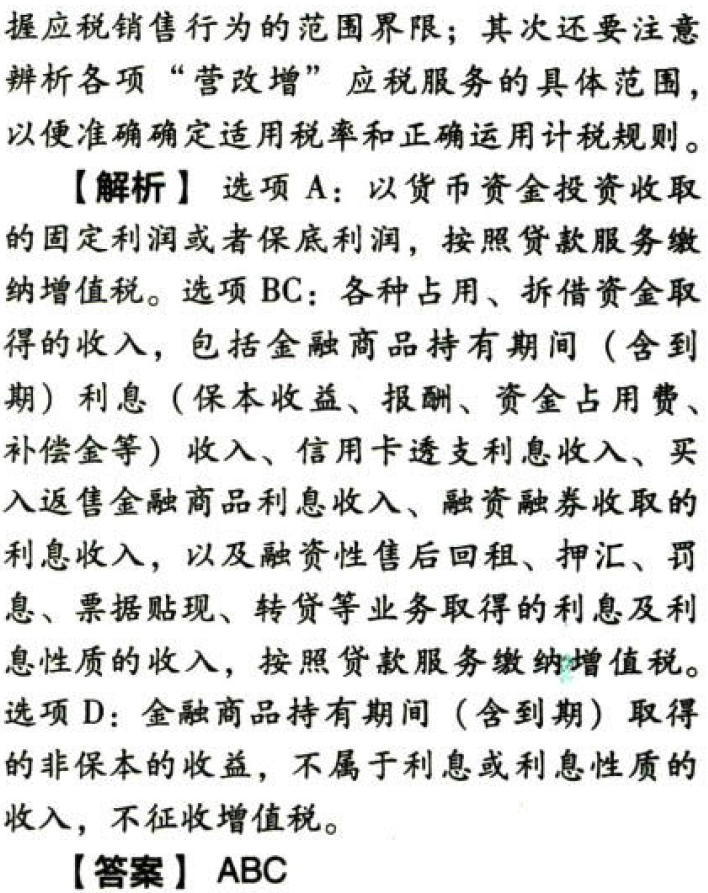 握应税销售行为的范围界限；其次还要注意
辨析各项“营改增”应税服务的具体范围，
以便准确确定适用税率和正确运用计税规则。
【解析】 选项 A：以货币资金投资收取
的固定利润或者保底利润，按照贷款服务缴
纳增值税。选项 BC：各种占用、拆借资金取
得的收入，包括金融商品持有期间（含到
期）利息（保本收益、报酬、资金占用费、
补偿金等）收入、信用卡透支利息收入、买
入返售金融商品利息收入、融资融券收取的
利息收入，以及融资性售后回租、押汇、罚
息、票据贴现、转贷等业务取得的利息及利
息性质的收入，按照贷款服务缴纳增值税。
选项 D：金融商品持有期间（含到期）取得
的非保本的收益，不属于利息或利息性质的
收入，不征收增值税。
【答案】 ABC